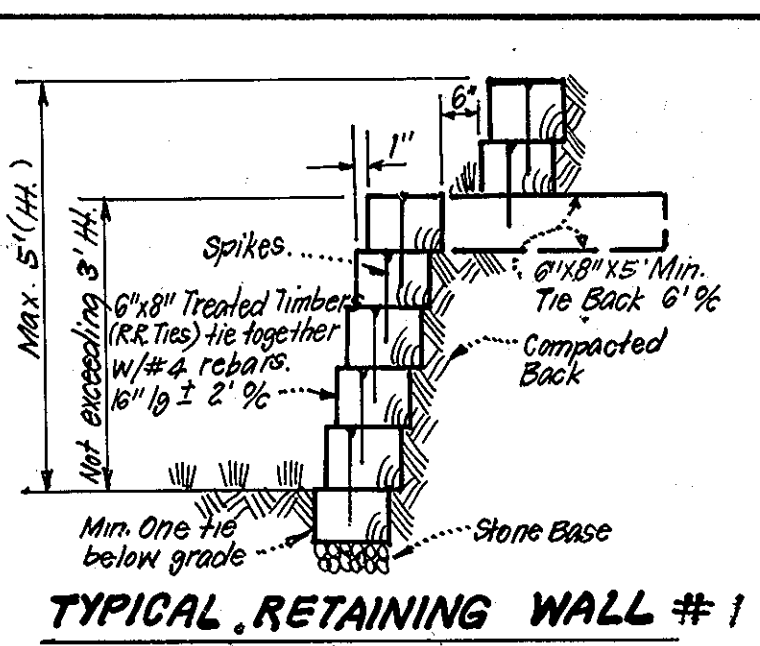 6"
1"
Max. 5' (Ht.)
Not exceeding 3' Ht.
Spikes.
6"x8" Treated Timbers
(R.R. Ties) tie together
w/#4 rebars.
16" lg ± 2' %
6"x8"x5' Min.
Tie Back 6' %
Compacted
Back
Min. One tie
below grade
Stone Base
TYPICAL. RETAINING WALL # 1